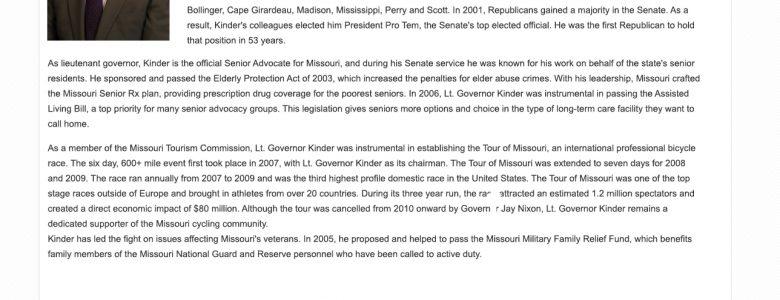 Bollinger, Cape Girardeau, Madison, Mississippi, Perry and Scott. In 2001, Republicans gained a majority in the Senate. As a
result, Kinder's colleagues elected him President Pro Tem, the Senate's top elected official. He was the first Republican to hold
that position in 53 years.
As lieutenant governor, Kinder is the official Senior Advocate for Missouri, and during his Senate service he was known for his work on behalf of the state's senior
residents. He sponsored and passed the Elderly Protection Act of 2003, which increased the penalties for elder abuse crimes. With his leadership, Missouri crafted
the Missouri Senior Rx plan, providing prescription drug coverage for the poorest seniors. In 2006, Lt. Governor Kinder was instrumental in passing the Assisted
Living Bill, a top priority for many senior advocacy groups. This legislation gives seniors more options and choice in the type of long-term care facility they want to
call home.
As a member of the Missouri Tourism Commission, Lt. Governor Kinder was instrumental in establishing the Tour of Missouri, an international professional bicycle
race. The six day, 600+ mile event first took place in 2007, with Lt. Governor Kinder as its chairman. The Tour of Missouri was extended to seven days for 2008
and 2009. The race ran annually from 2007 to 2009 and was the third highest profile domestic race in the United States. The Tour of Missouri was one of the top
stage races outside of Europe and brought in athletes from over 20 countries. During its three year run, the attracted an estimated 1.2 million spectators and
created a direct economic impact of $80 million. Although the tour was cancelled from 2010 onward by Govern r Jay Nixon, Lt. Governor Kinder remains a
dedicated supporter of the Missouri cycling community.
Kinder has led the fight on issues affecting Missouri's veterans. In 2005, he proposed and helped to pass the Missouri Military Family Relief Fund, which benefits
family members of the Missouri National Guard and Reserve personnel who have been called to active duty.